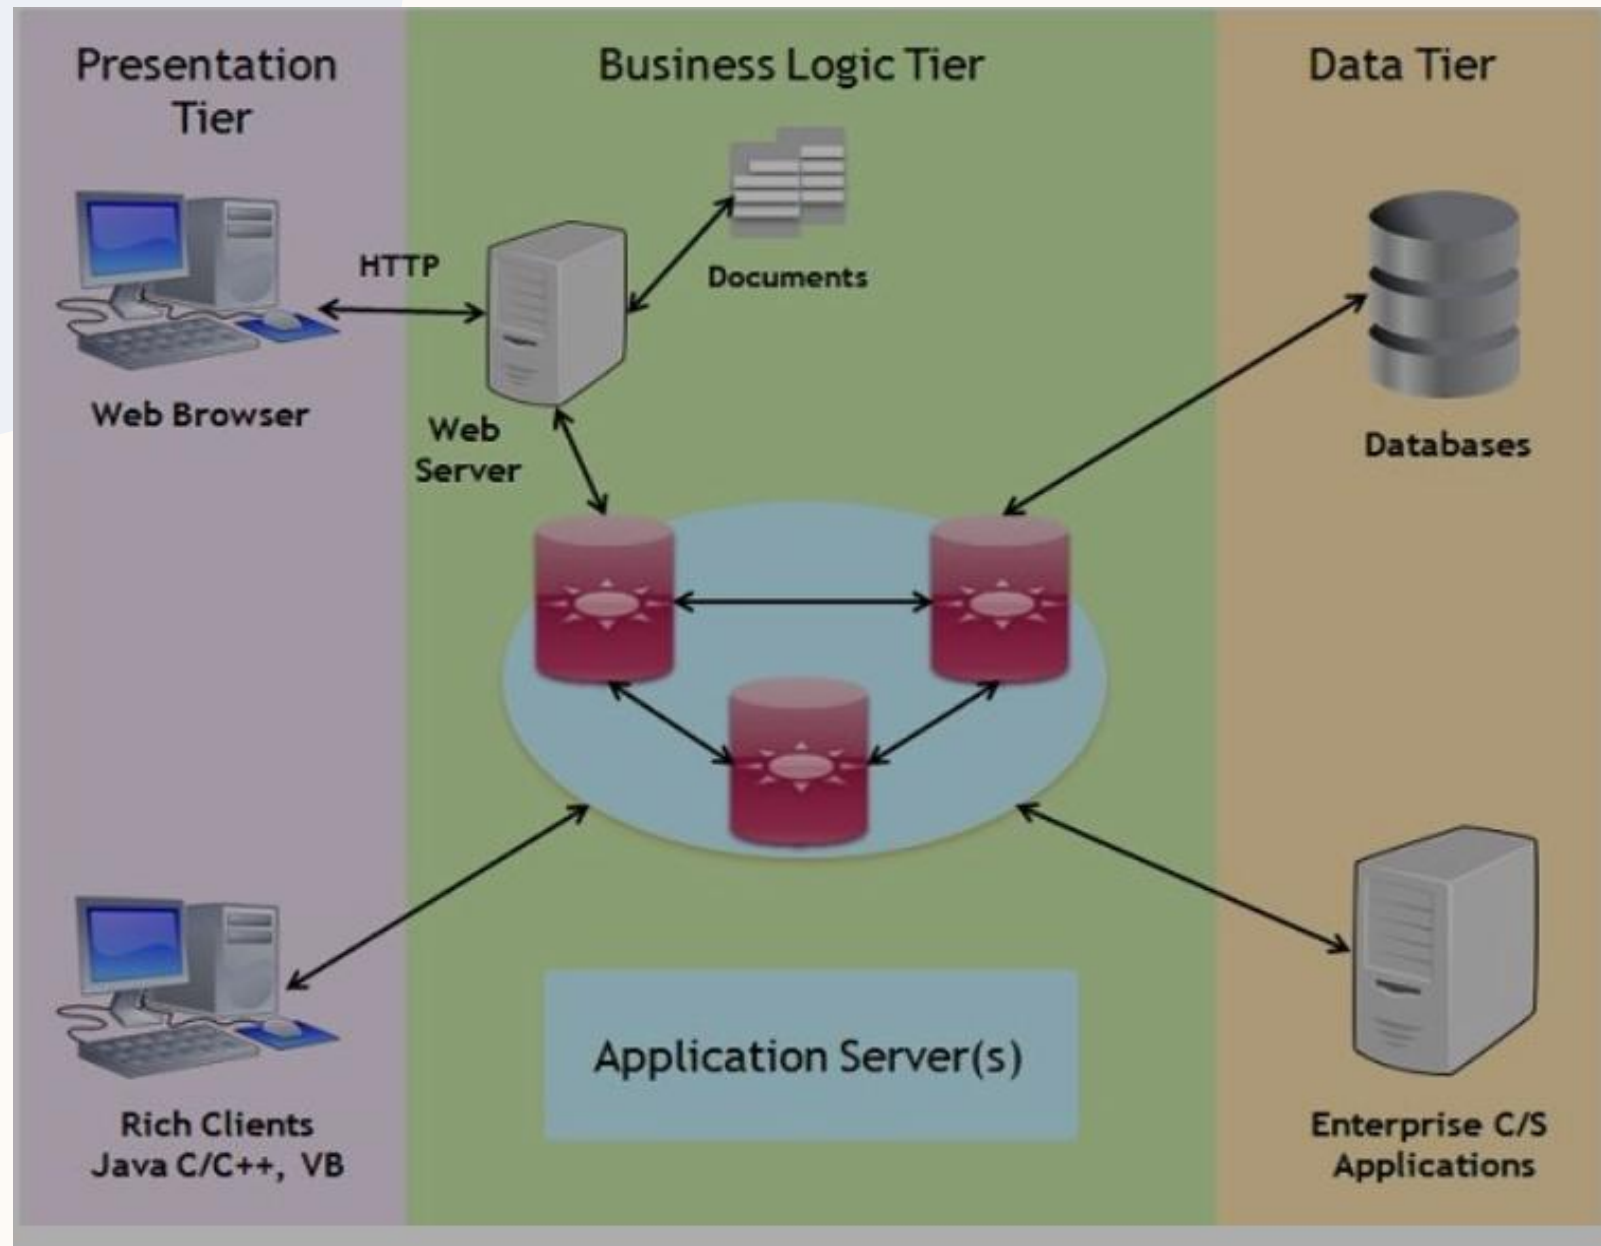 Presentation
Tier
Business Logic Tier
Data Tier
HTTP
Documents
Web Browser
Web
Server
Databases
Application Server(s)
Rich Clients
Java C/C++, VB
Enterprise C/S
Applications